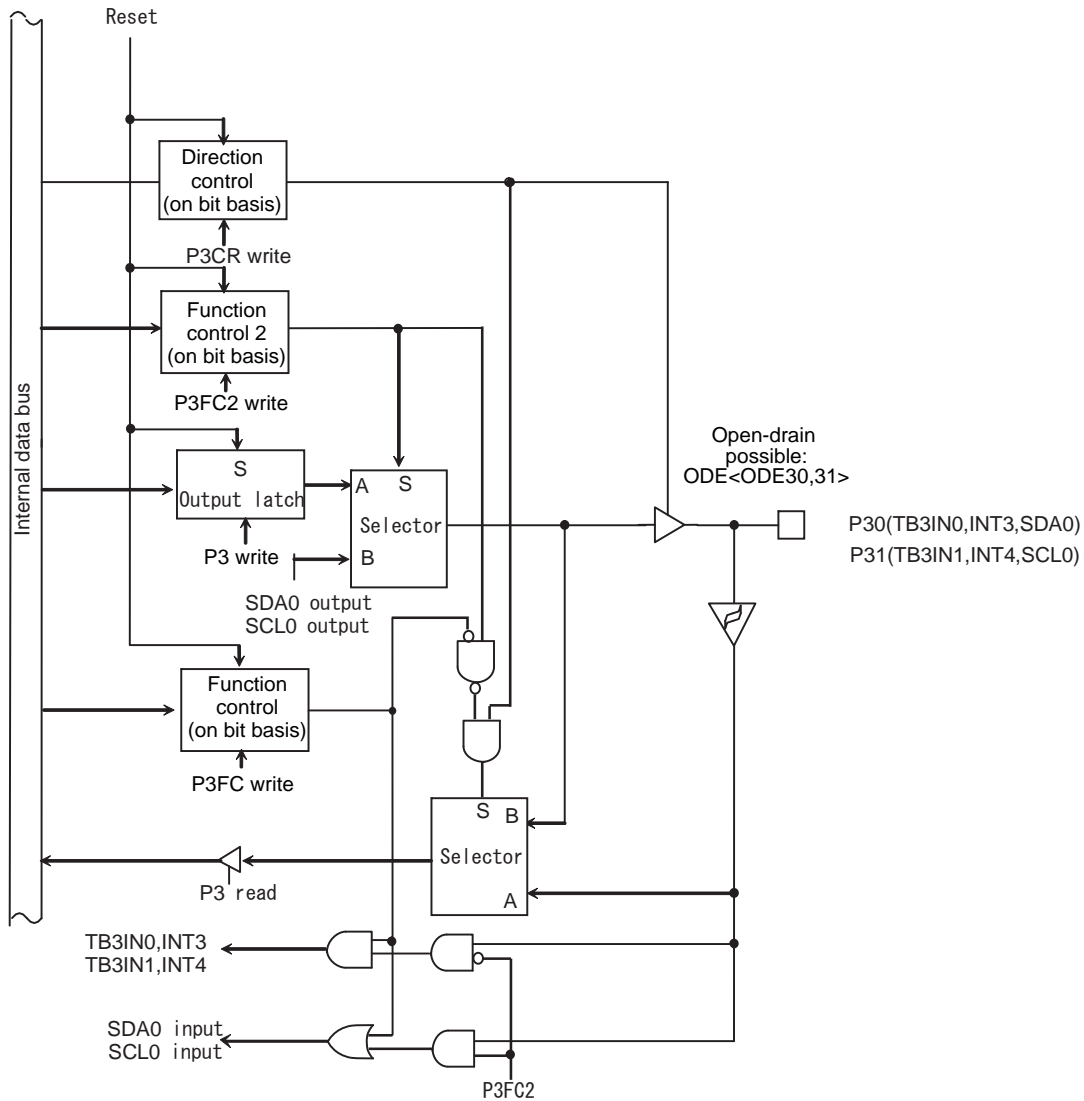 Reset
Direction
control
(on bit basis)
P3CR write
Function
control 2
(on bit basis)
P3FC2 write
Internal data bus
S
Output latch
P3 write
A
S
Selector
B
SDA0 output
SCL0 output
Open-drain
possible:
ODE<ODE30,31>
P30(TB3IN0,INT3,SDA0)
P31(TB3IN1,INT4,SCL0)
Function
control
(on bit basis)
P3FC write
S
B
Selector
A
P3 read
TB3IN0,INT3
TB3IN1,INT4
SDA0 input
SCL0 input
P3FC2